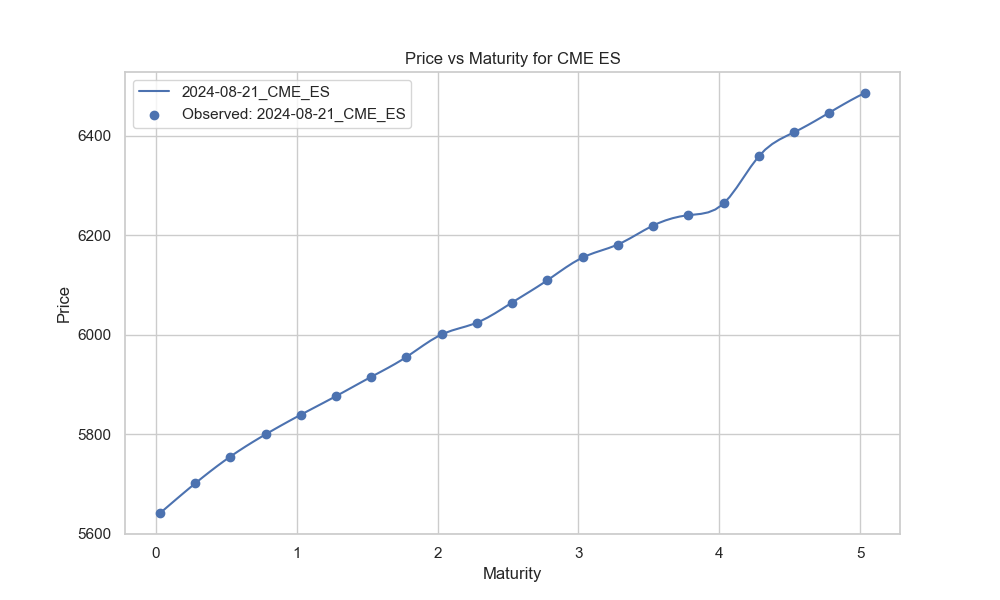 Price vs Maturity for CME ES
2024-08-21_CME_ES
Observed: 2024-08-21_CME_ES
Price
6400
6200
6000
5800
5600
0 1 2 3 4 5
Maturity